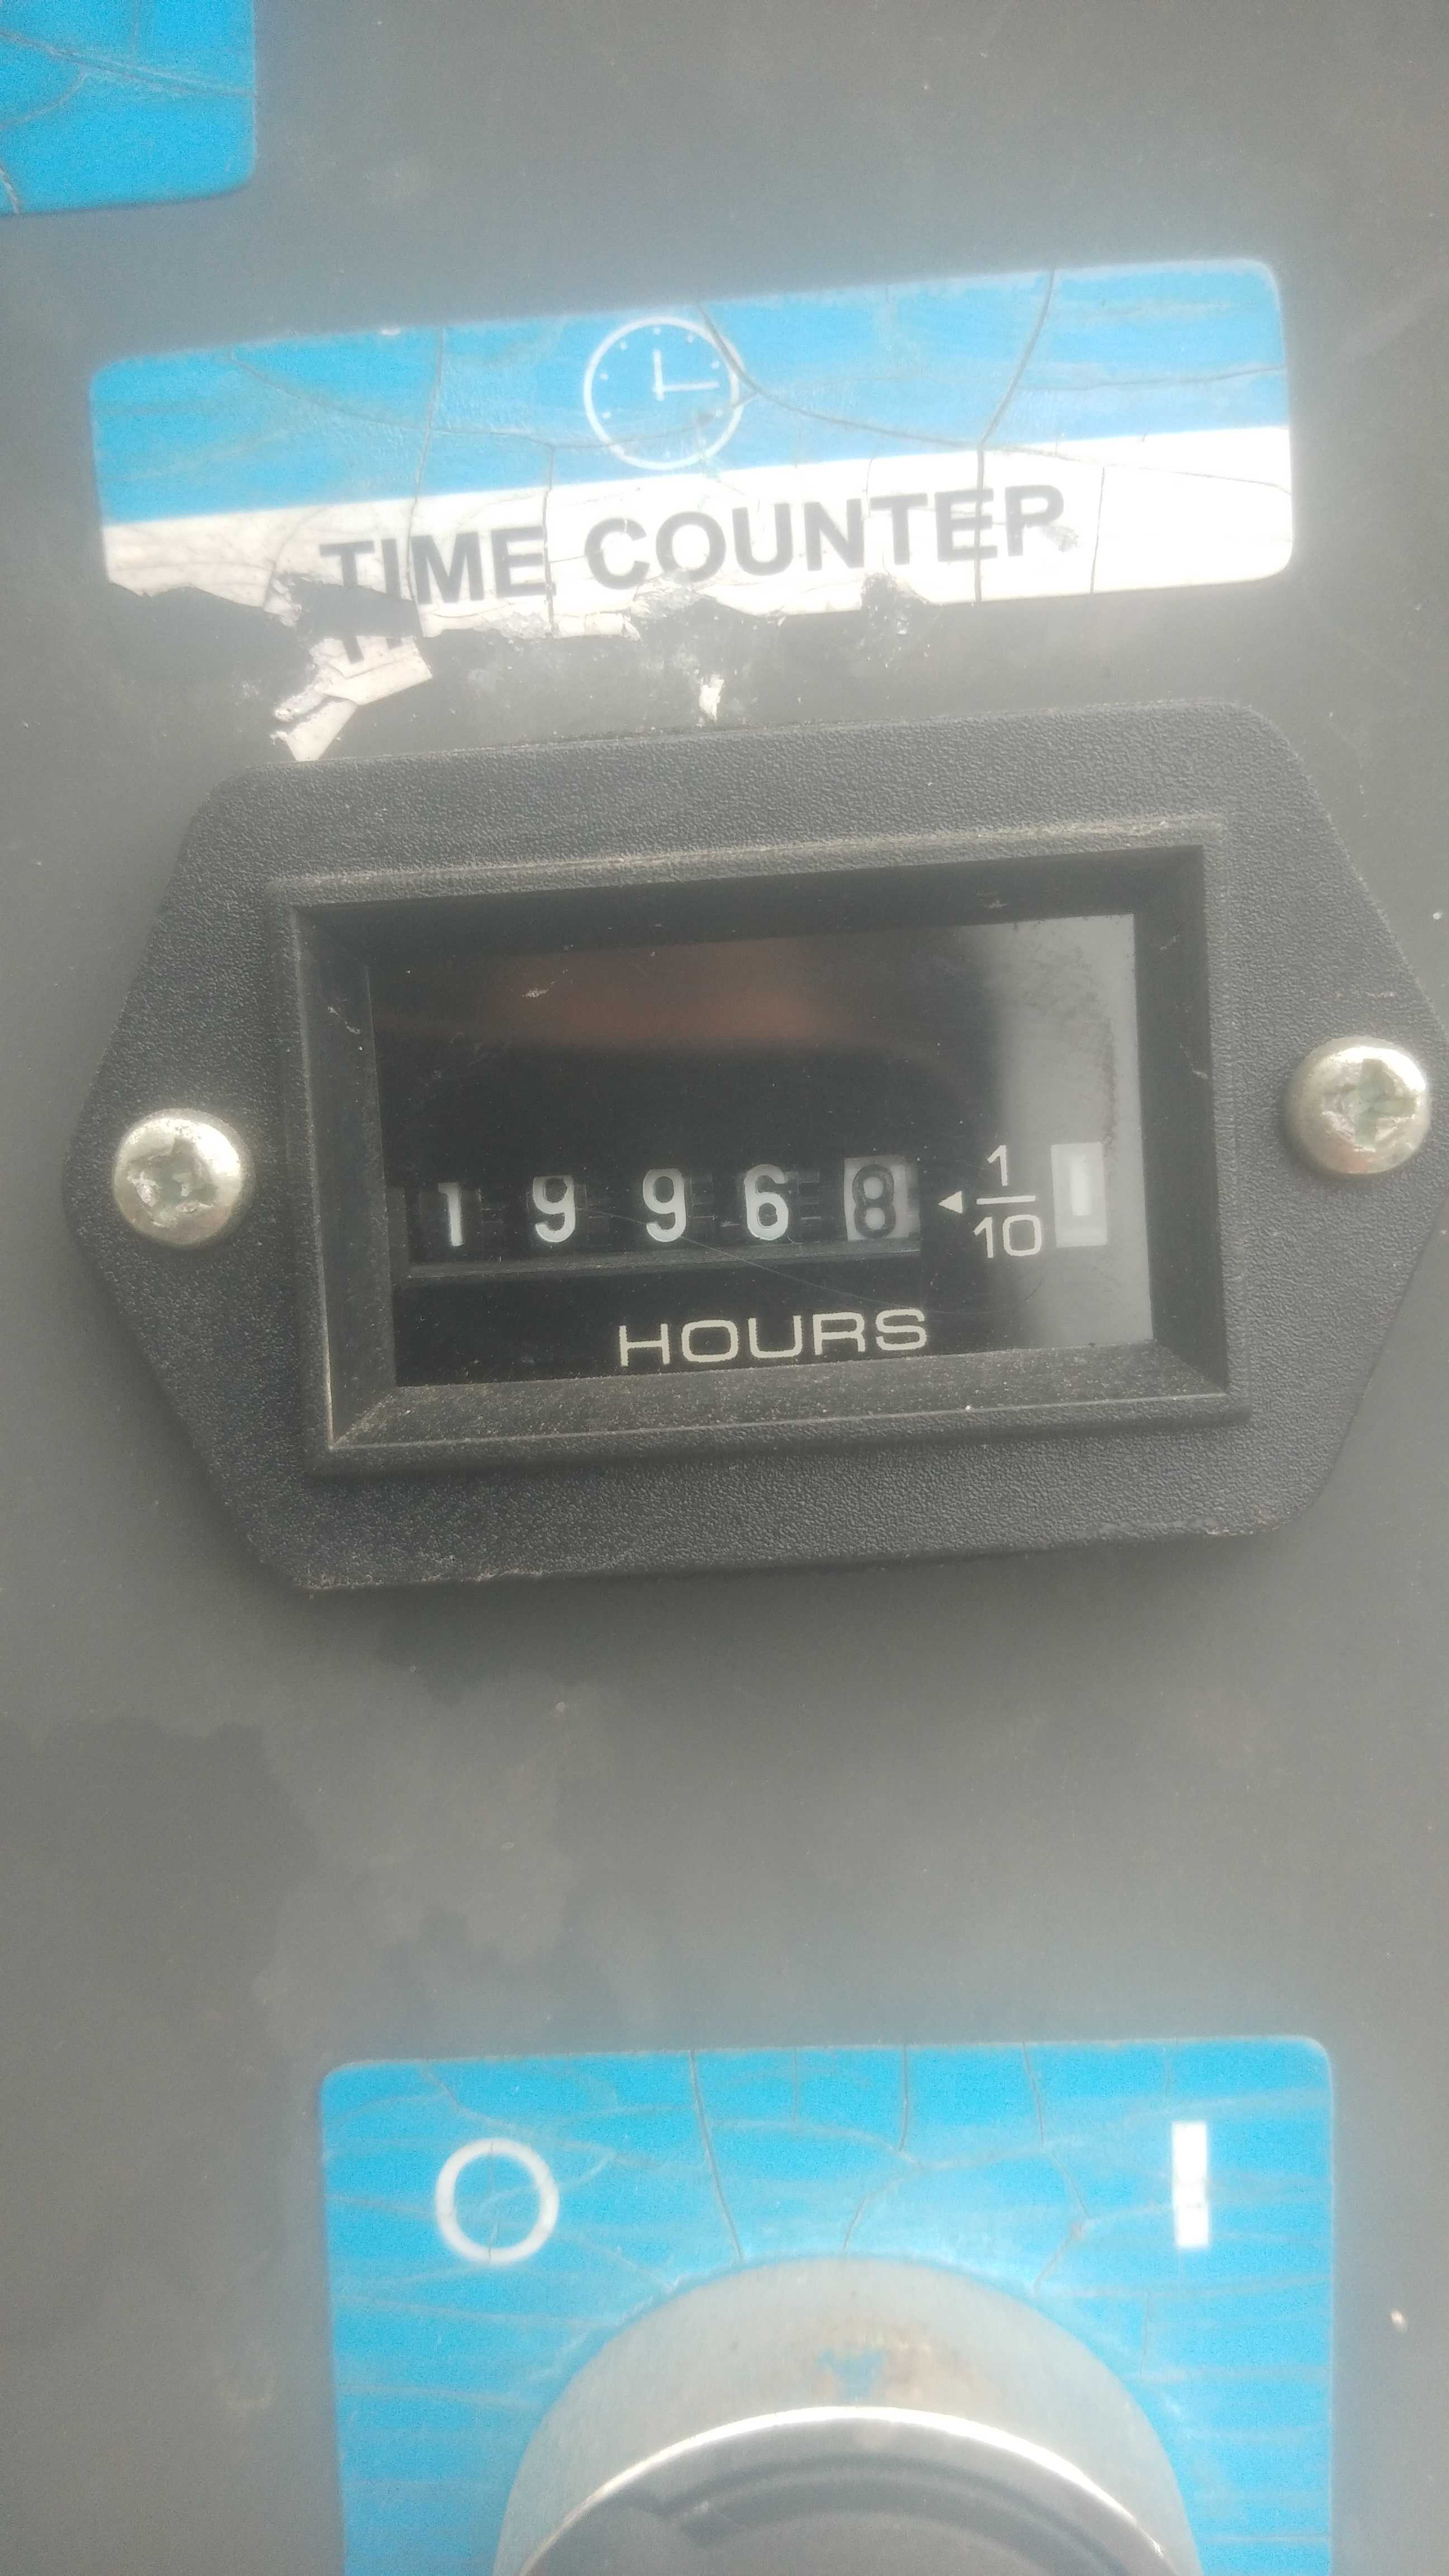 TIME COUNTER
19968 ◄ 1/10
HOURS
O I